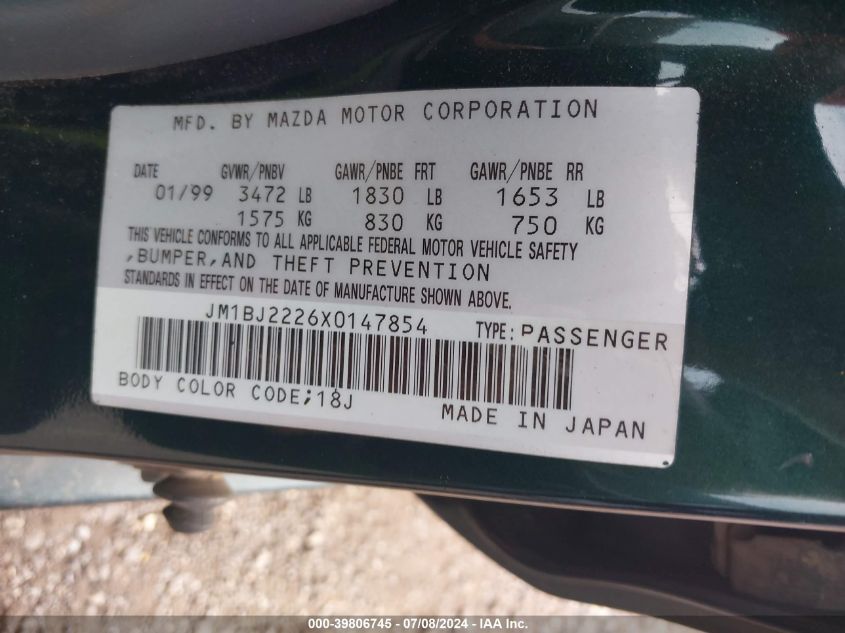 MFD. BY MAZDA MOTOR CORPORATION
DATE GVWR/PNBV GAWR/PNBE FRT GAWR/PNBE RR
01/99 3472 LB 1830 LB 1653 LB
1575 KG 830 KG 750 KG
THIS VEHICLE CONFORMS TO ALL APPLICABLE FEDERAL MOTOR VEHICLE SAFETY
,BUMPER,AND THEFT PREVENTION
STANDARDS IN EFFECT ON THE DATE OF MANUFACTURE SHOWN ABOVE.
JM1BJ2226X0147854 TYPE:PASSENGER
BODY COLOR CODE;18J
MADE IN JAPAN
000-39806745 - 07/08/2024 - IAA Inc.